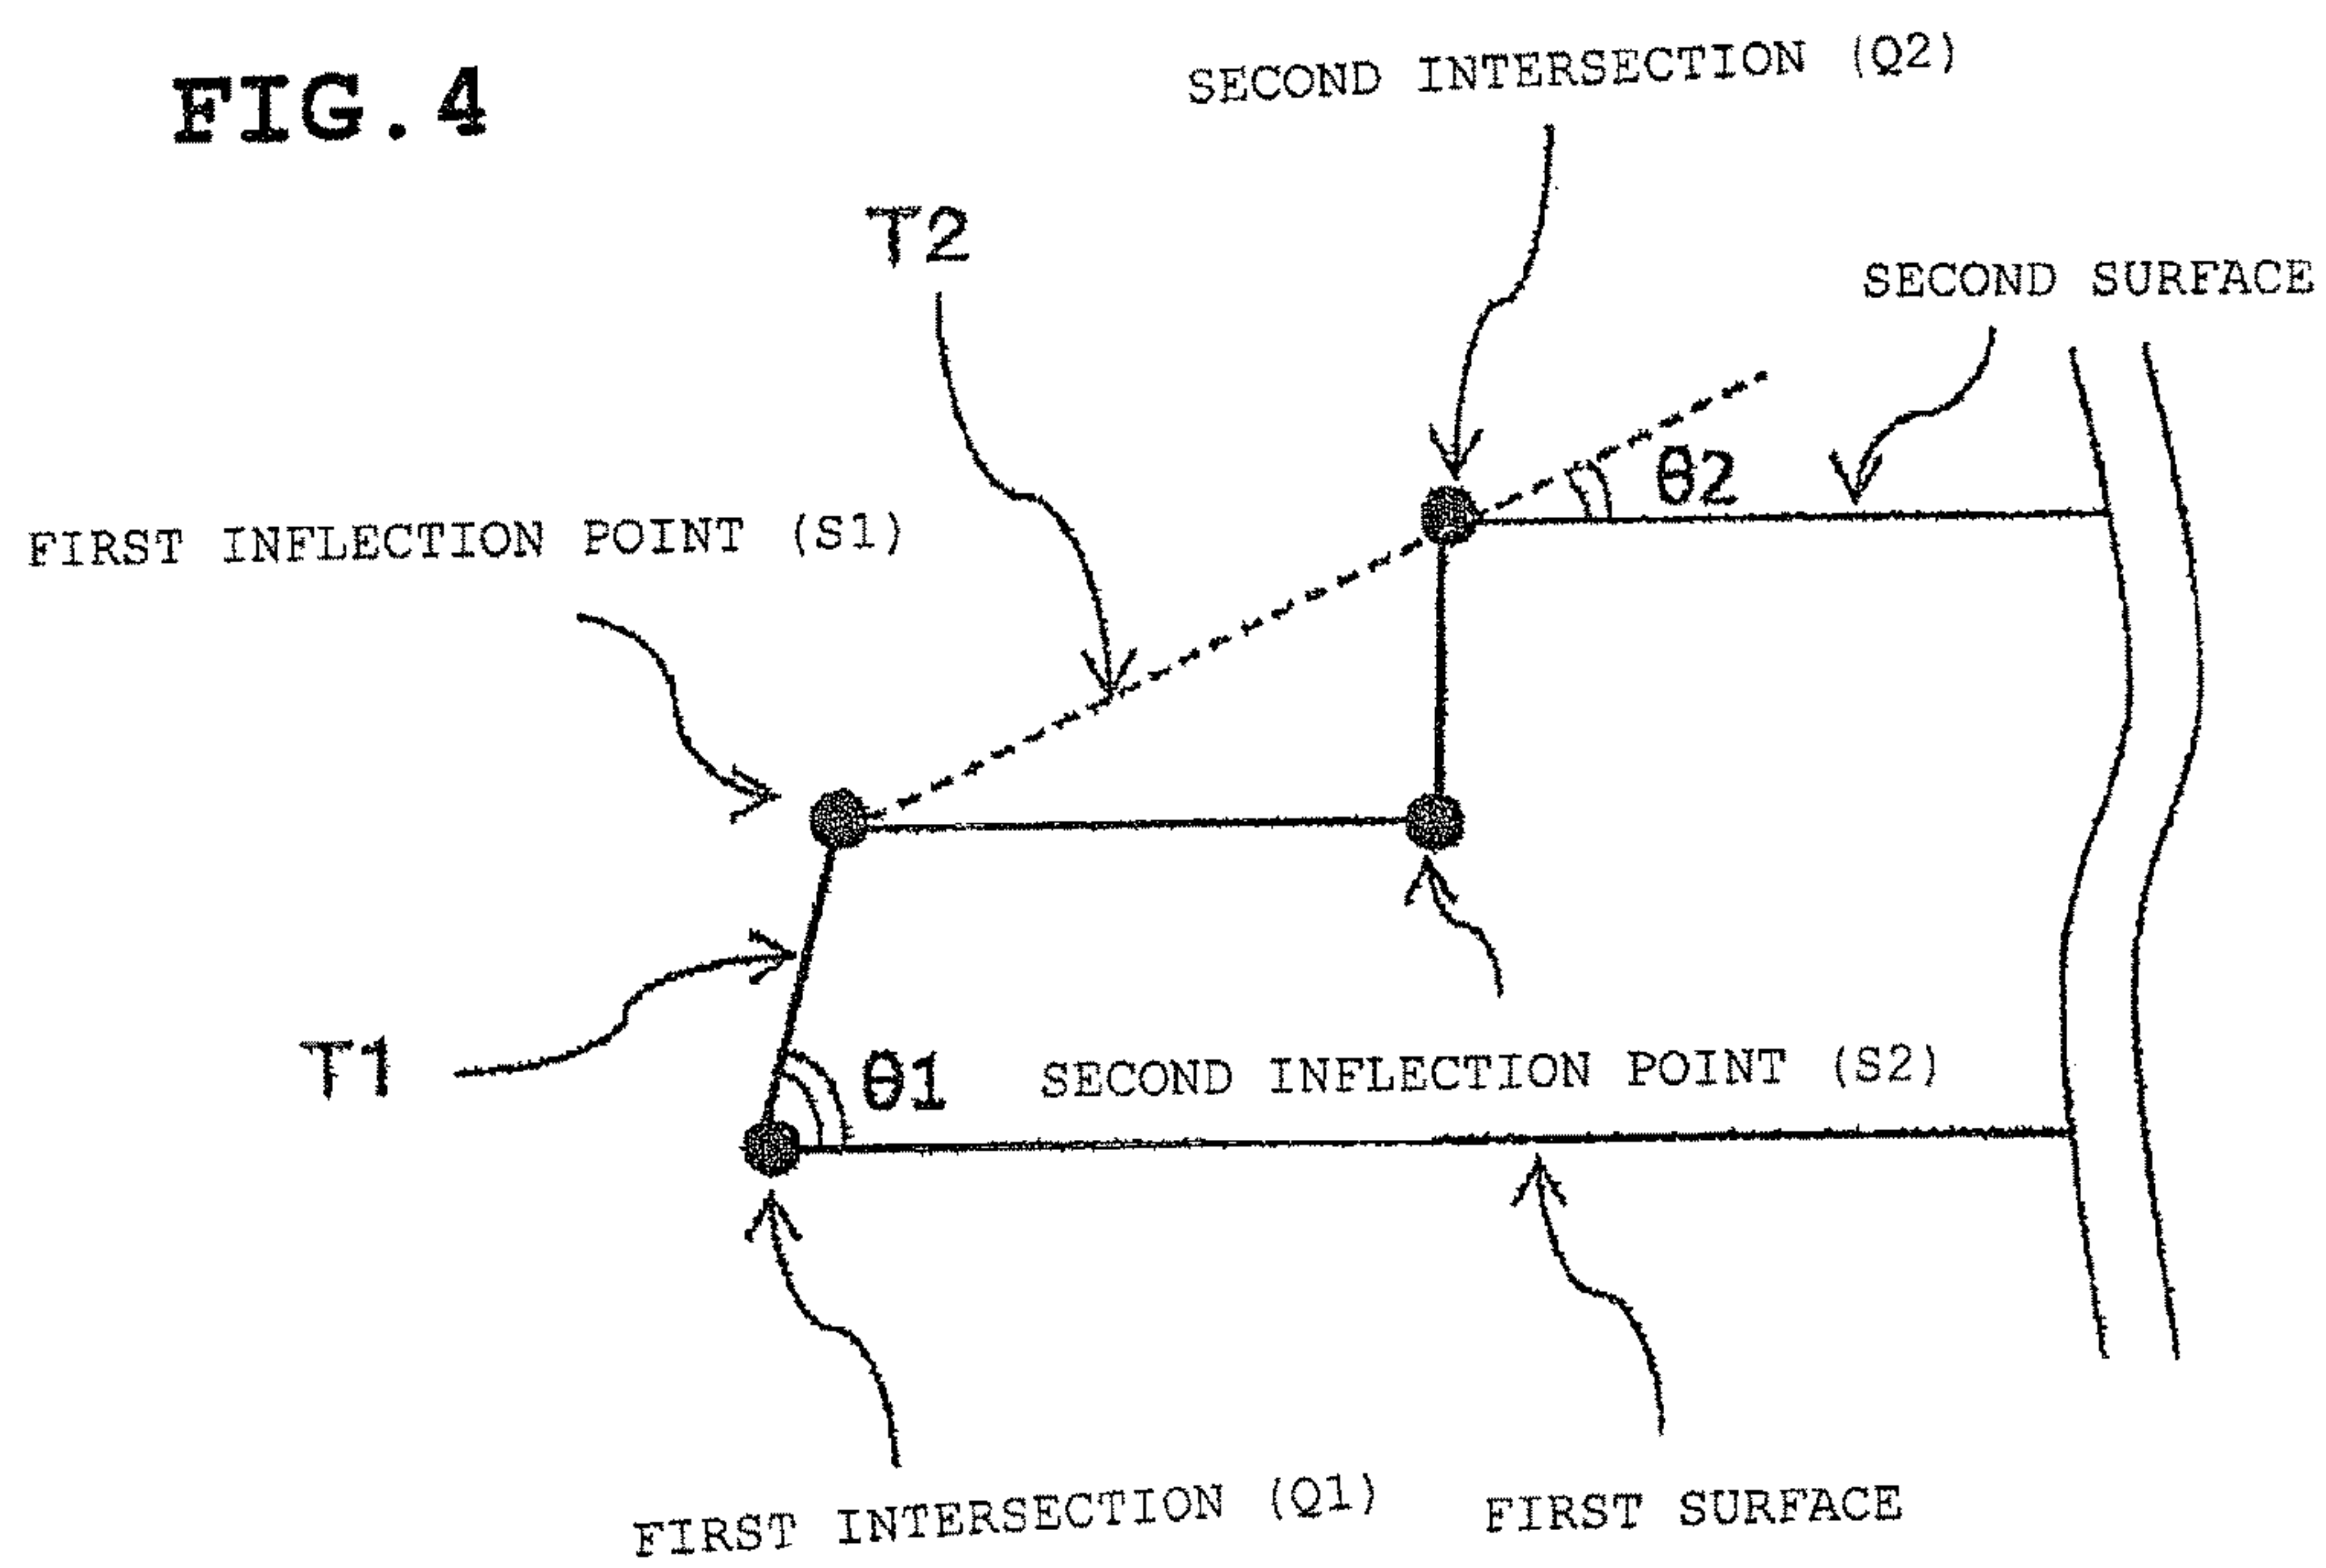 FIG.4
SECOND INTERSECTION (Q2)
T2
SECOND SURFACE
θ2
FIRST INFLECTION POINT (S1)
T1
θ1
SECOND INFLECTION POINT (S2)
FIRST INTERSECTION (Q1)
FIRST SURFACE